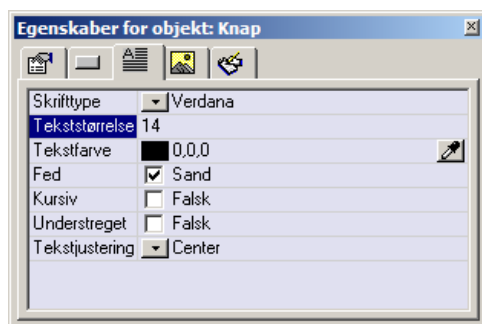 Egenskaber for objekt: Knap
Skrifttype Verdana
Tekststørrelse 14
Tekstfarve 0,0,0
Fed Sand
Kursiv Falsk
Understreget Falsk
Tekstjustering Center